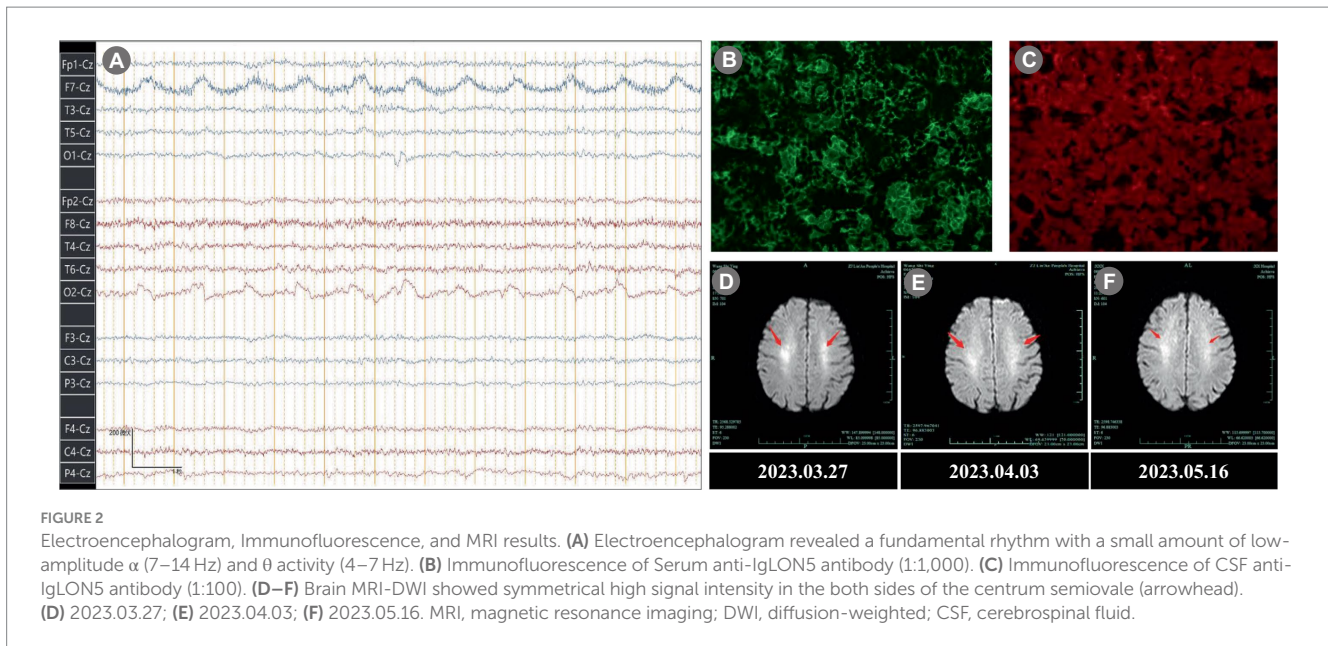 A
Fp1-Cz
F7-Cz
T3-Cz
T5-Cz
O1-Cz
Fp2-Cz
F8-Cz
T4-Cz
T6-Cz
O2-Cz
F3-Cz
C3-Cz
P3-Cz
F4-Cz
C4-Cz
P4-Cz
200
B
C
D
A
E
F
AL
R
L
P
PR
2023.03.27
2023.04.03
2023.05.16
FIGURE 2
Electroencephalogram, Immunofluorescence, and MRI results. (A) Electroencephalogram revealed a fundamental rhythm with a small amount of low-
amplitude α (7–14 Hz) and θ activity (4–7 Hz). (B) Immunofluorescence of Serum anti-IgLON5 antibody (1:1,000). (C) Immunofluorescence of CSF anti-
IgLON5 antibody (1:100). (D–F) Brain MRI-DWI showed symmetrical high signal intensity in the both sides of the centrum semiovale (arrowhead).
(D) 2023.03.27; (E) 2023.04.03; (F) 2023.05.16. MRI, magnetic resonance imaging; DWI, diffusion-weighted; CSF, cerebrospinal fluid.